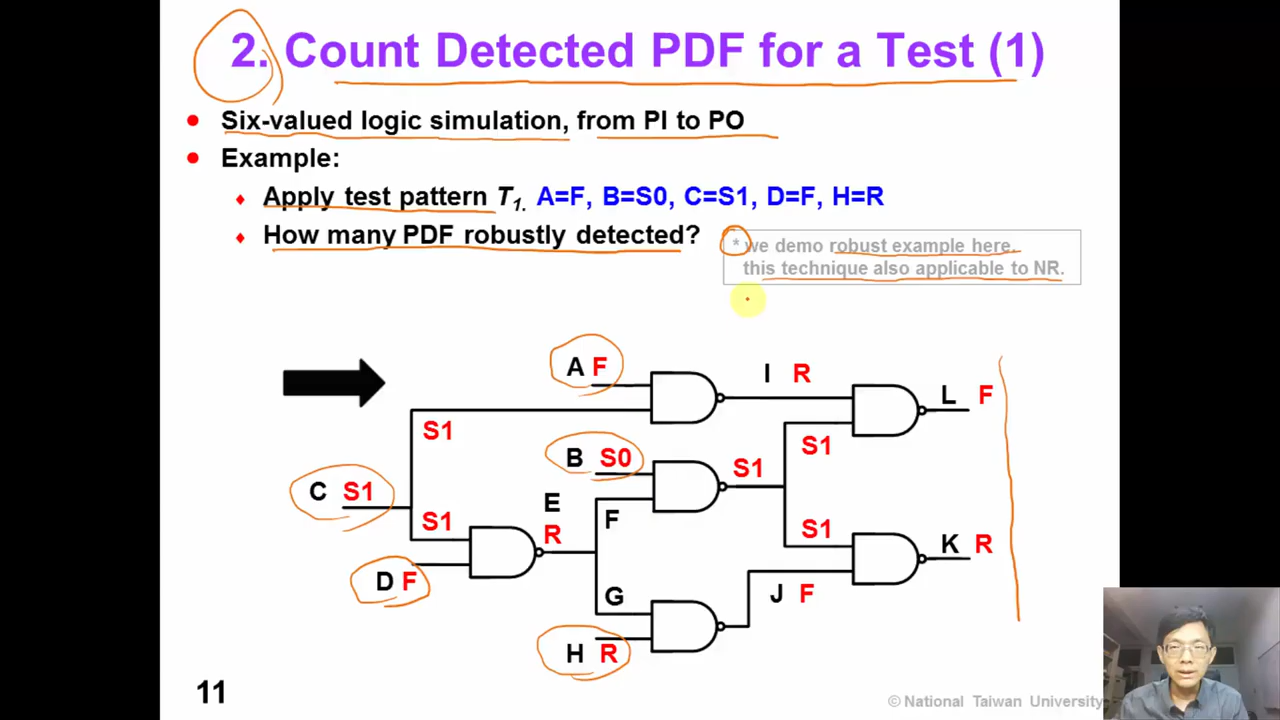 2. Count Detected PDF for a Test (1)
Six-valued logic simulation, from PI to PO
Example:
Apply test pattern T1. A=F, B=S0, C=S1, D=F, H=R
How many PDF robustly detected?
* we demo robust example here.
this technique also applicable to NR.
A F
I R
L F
S1
S1
B S0
S1
C S1
E
F
S1
R
S1
K R
D F
G
J F
H R
11
© National Taiwan University